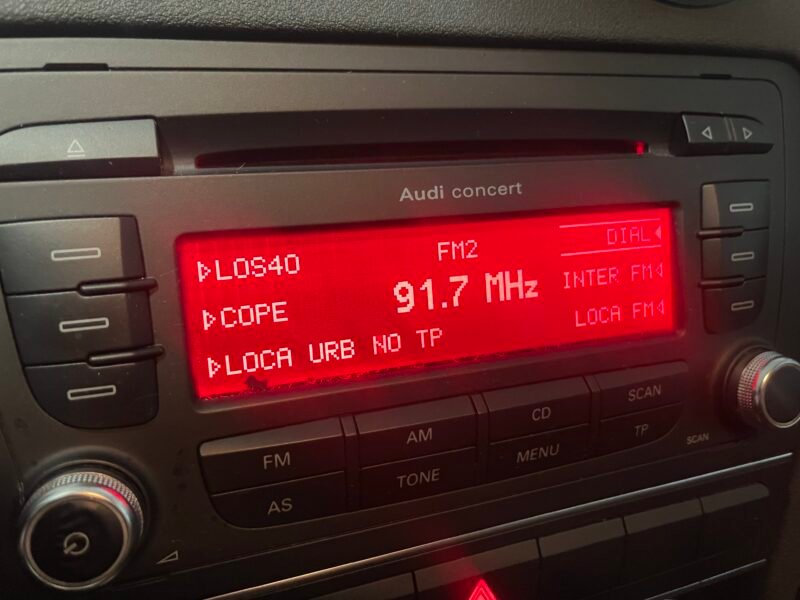 Audi concert
LOS40
FM2
DIAL
COPE
91.7 MHz
INTER FM
LOCA URB NO TP
LOCA FM
FM
AM
CD
SCAN
AS
TONE
MENU
TP
SCAN